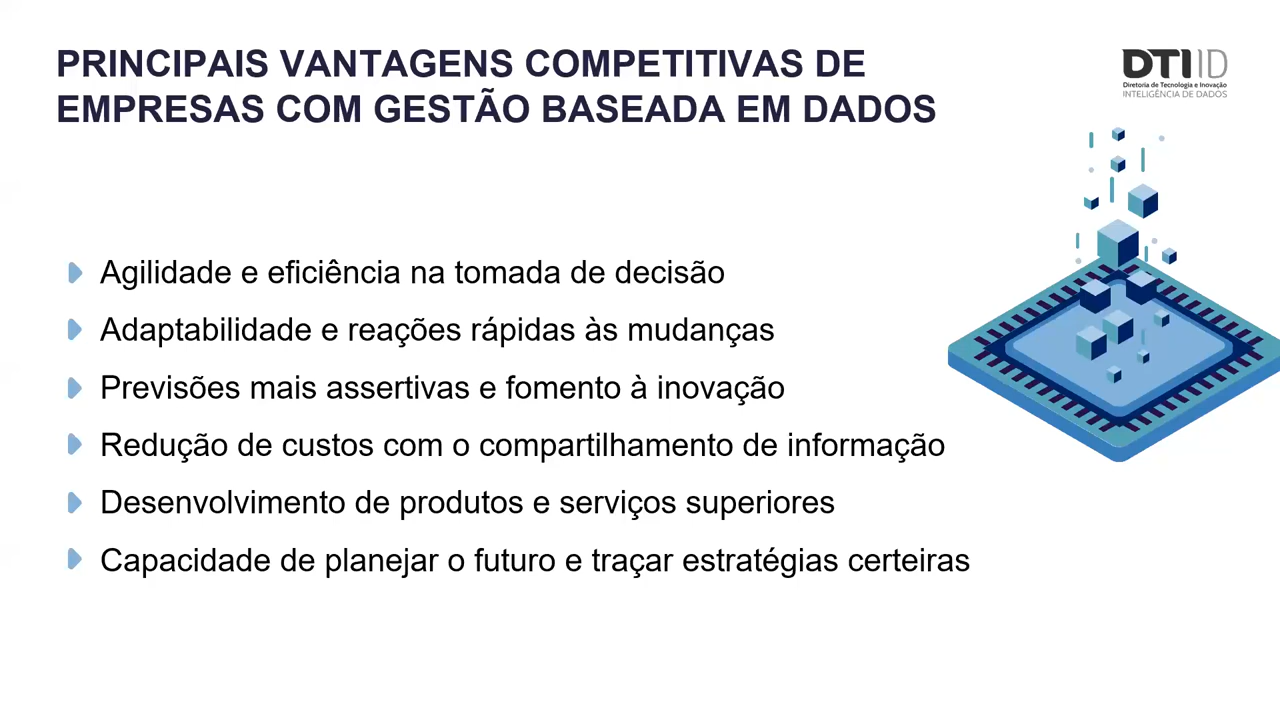 PRINCIPAIS VANTAGENS COMPETITIVAS DE
EMPRESAS COM GESTÃO BASEADA EM DADOS
DTI ID
Diretoria de Tecnologia e Inovação
INTELIGÊNCIA DE DADOS
Agilidade e eficiência na tomada de decisão
Adaptabilidade e reações rápidas às mudanças
Previsões mais assertivas e fomento à inovação
Redução de custos com o compartilhamento de informação
Desenvolvimento de produtos e serviços superiores
Capacidade de planejar o futuro e traçar estratégias certeiras